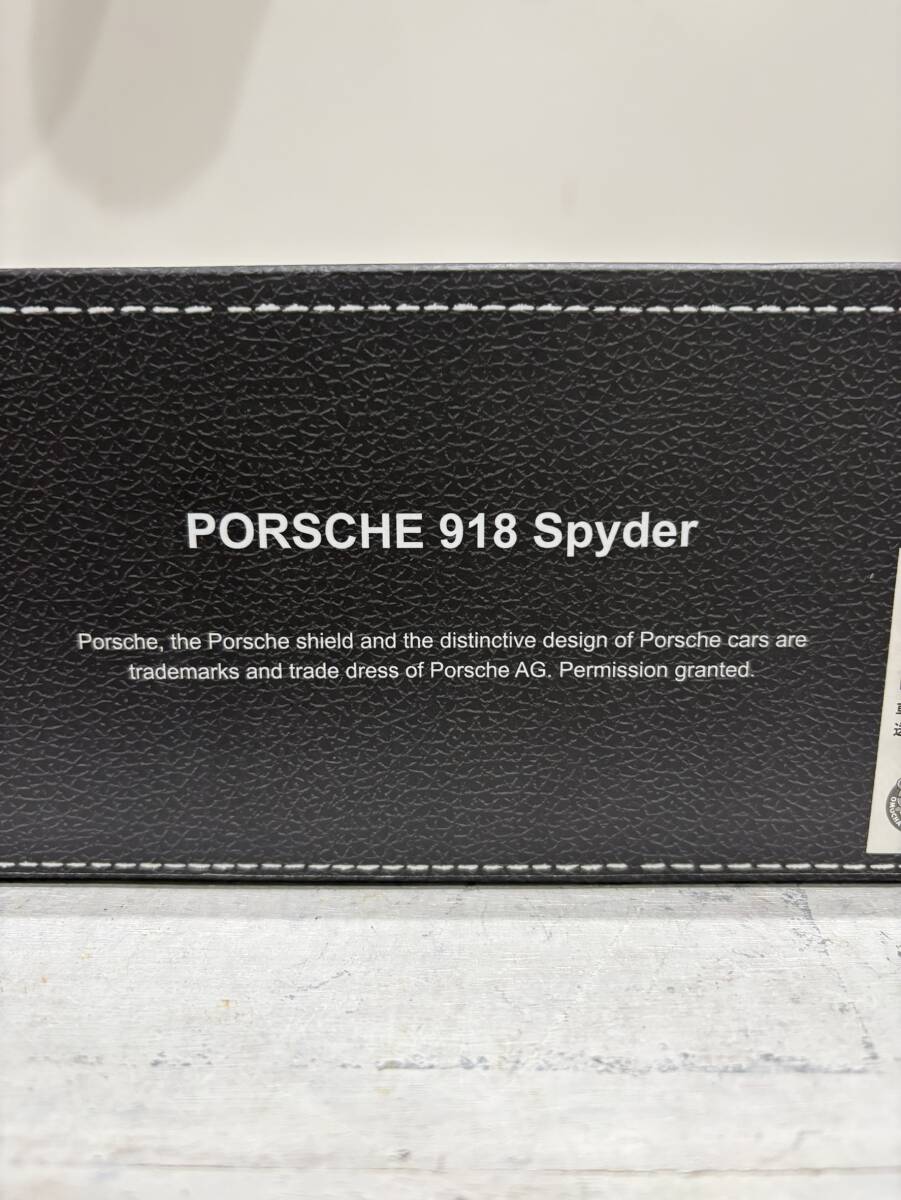 PORSCHE 918 Spyder
Porsche, the Porsche shield and the distinctive design of Porsche cars are
trademarks and trade dress of Porsche AG. Permission granted.